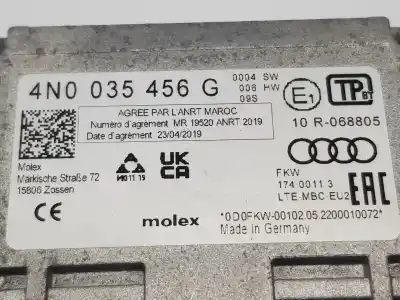 4N0 035 456 G
0004 SW
006 HW
09S
E1
TP
BT
10 R-068805
AGREE PAR L'ANRT MAROC
Numéro d'agrément MR 19520 ANRT 2019
Date d'agrément 23/04/2019
Molex
Märkische Straße 72
15806 Zossen
UK
CA
FKW
174 0011 3
LTE-MBC-EU2
EAC
CE
molex
*0D0FKW-00102.05.2200010072*
Made in Germany